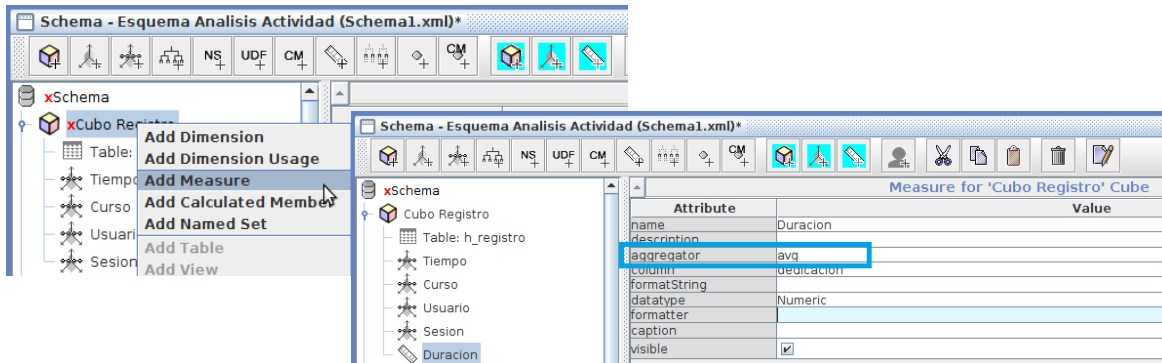 Schema - Esquema Analisis Actividad (Schema1.xml)*
NS UDF CM CM
xSchema
xCubo Re
Table:
Tiempo
Curso
Usuari
Sesion
Add Dimension
Add Dimension Usage
Add Measure
Add Calculated Member
Add Named Set
Add Table
Add View
Schema - Esquema Analisis Actividad (Schema1.xml)*
NS UDF CM CM
xSchema
Cubo Registro
Table: h_registro
Tiempo
Curso
Usuario
Sesion
Duracion
Measure for 'Cubo Registro' Cube
Attribute Value
name Duracion
description
aggregator avg
column dedicacion
formatString
datatype Numeric
formatter
caption
visible